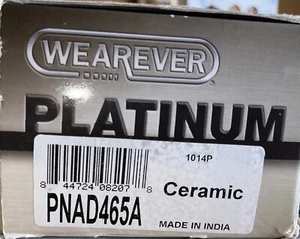 WEAREVER
PLATINUM
1014P
8 44724 08207 8
Ceramic
PNAD465A
MADE IN INDIA